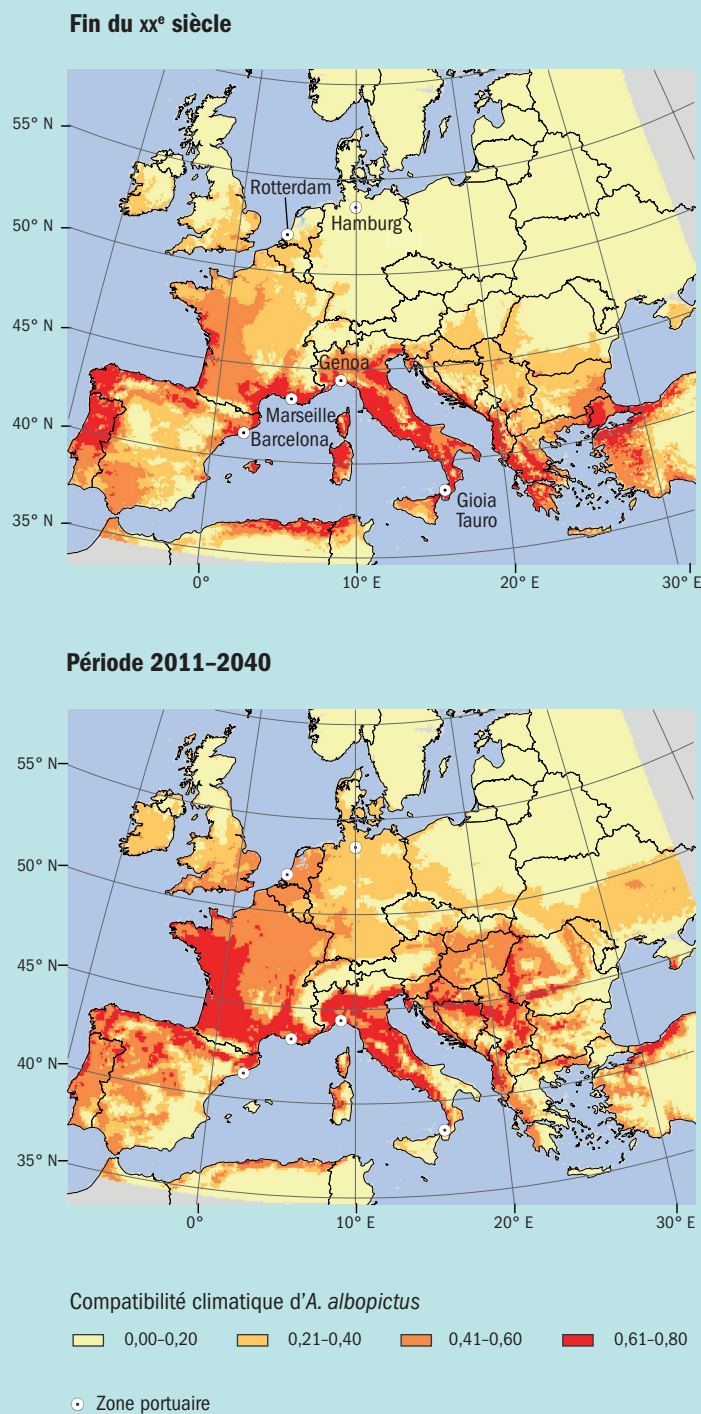 Fin du XXe siècle
55° N
50° N
45° N
40° N
35° N
Rotterdam
Hamburg
Genoa
Marseille
Barcelona
Gioia
Tauro
0°
10° E
20° E
30° E
Période 2011–2040
55° N
50° N
45° N
40° N
35° N
0°
10° E
20° E
30° E
Compatibilité climatique d'A. albopictus
0,00–0,20
0,21–0,40
0,41–0,60
0,61–0,80
Zone portuaire